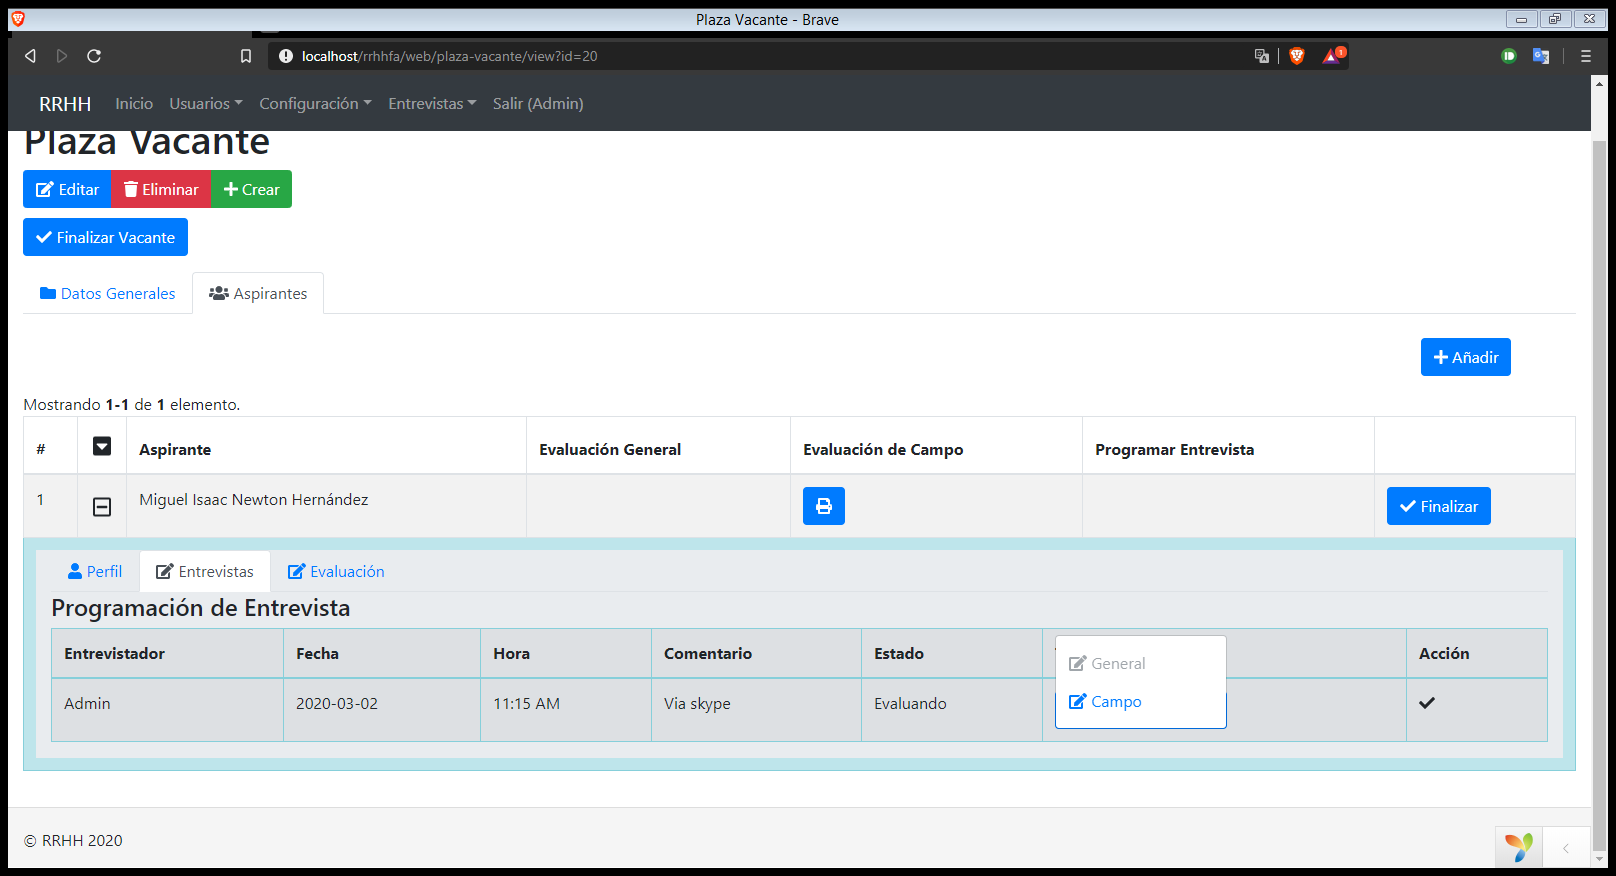 Plaza Vacante - Brave
localhost/rrhhfa/web/plaza-vacante/view?id=20
1
RRHH Inicio Usuarios Configuración Entrevistas Salir (Admin)
Plaza Vacante
Editar Eliminar Crear
Finalizar Vacante
Datos Generales Aspirantes
Añadir
Mostrando 1-1 de 1 elemento.
# Aspirante Evaluación General Evaluación de Campo Programar Entrevista
1 Miguel Isaac Newton Hernández Finalizar
Perfil Entrevistas Evaluación
Programación de Entrevista
Entrevistador Fecha Hora Comentario Estado General Acción
Admin 2020-03-02 11:15 AM Via skype Evaluando Campo
© RRHH 2020